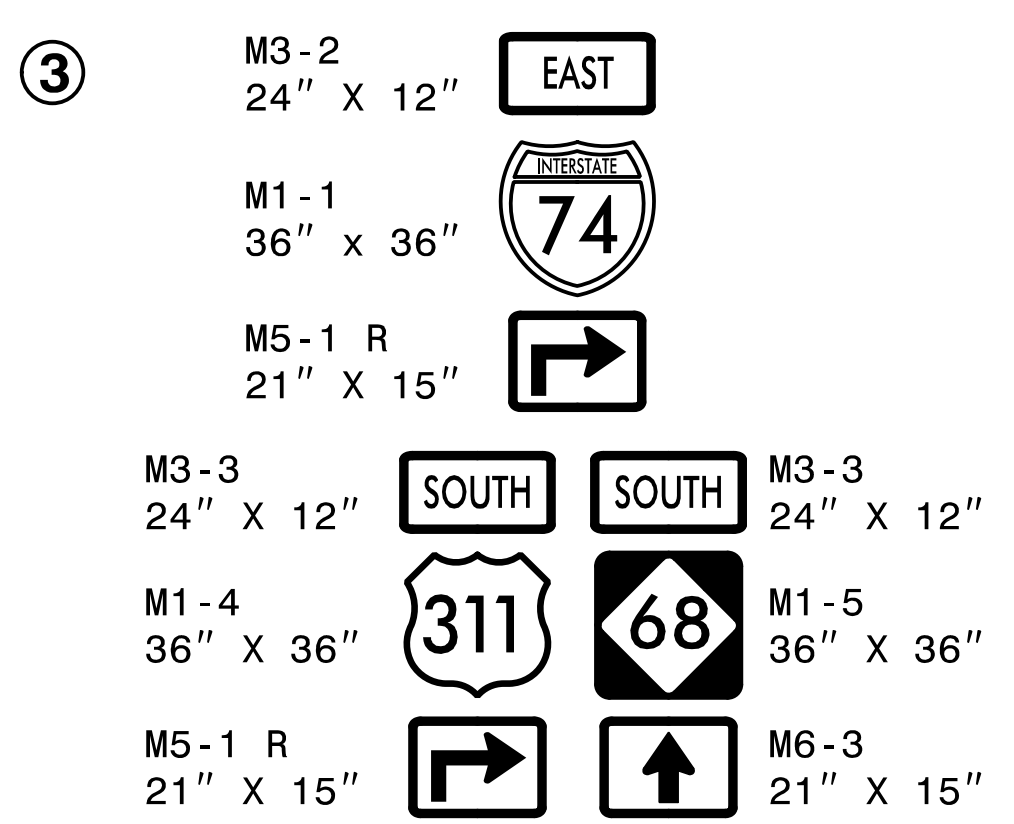 3
M3-2
24" X 12"
EAST
M1-1
36" x 36"
INTERSTATE
74
M5-1 R
21" X 15"
M3-3
24" X 12"
SOUTH
SOUTH
M3-3
24" X 12"
M1-4
36" X 36"
311
68
M1-5
36" X 36"
M5-1 R
21" X 15"
M6-3
21" X 15"